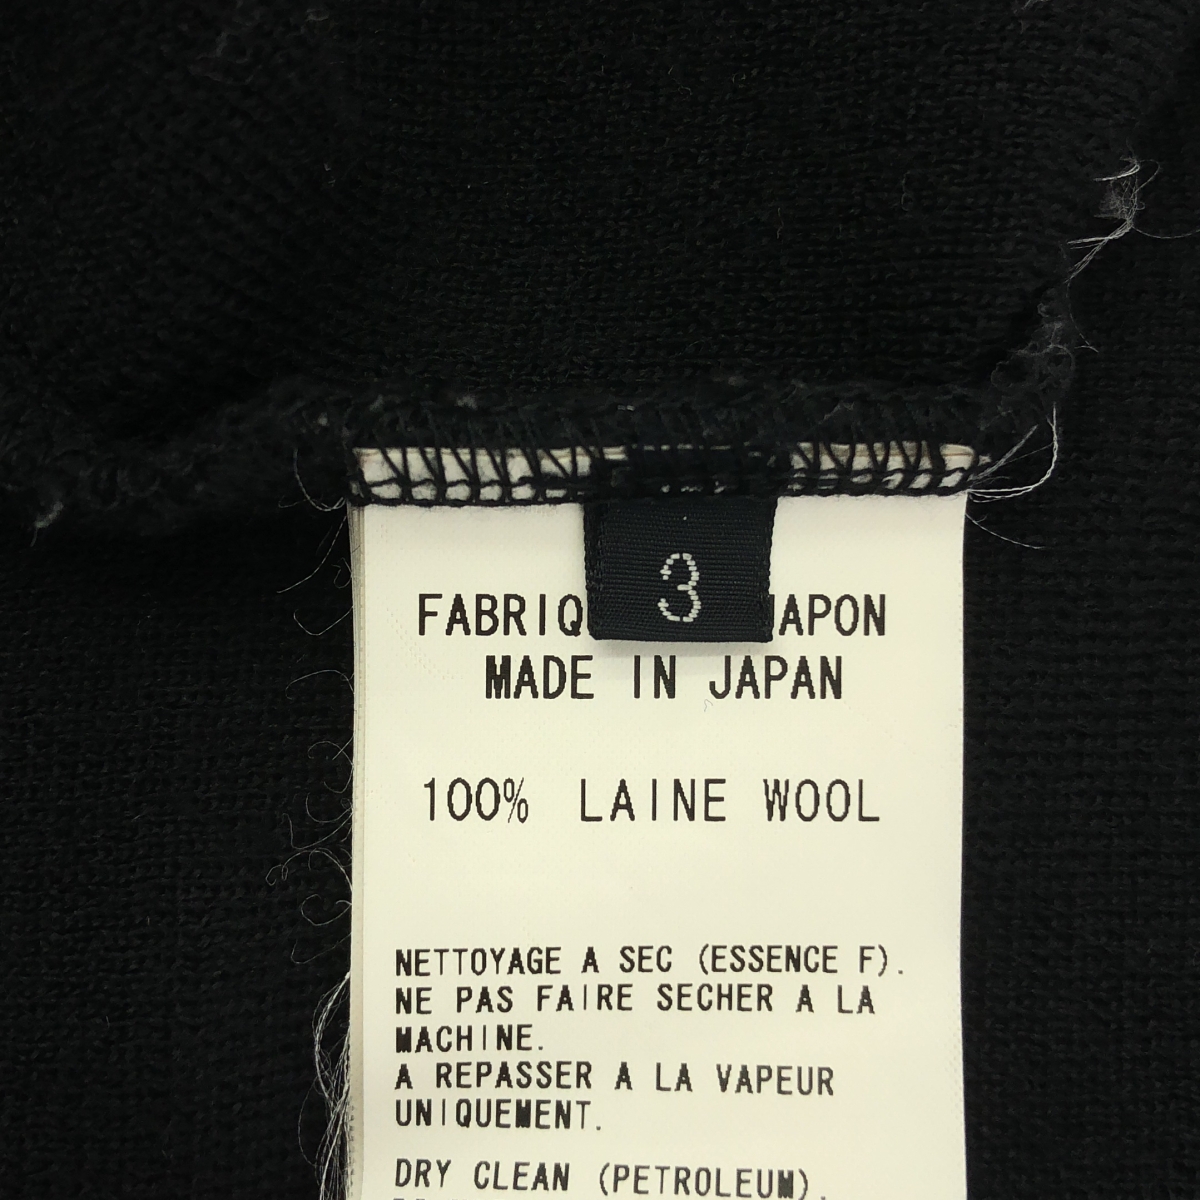 3
FABRIQ APON
MADE IN JAPAN
100% LAINE WOOL
NETTOYAGE A SEC (ESSENCE F).
NE PAS FAIRE SECHER A LA
MACHINE.
A REPASSER A LA VAPEUR
UNIQUEMENT.
DRY CLEAN (PETROLEUM).